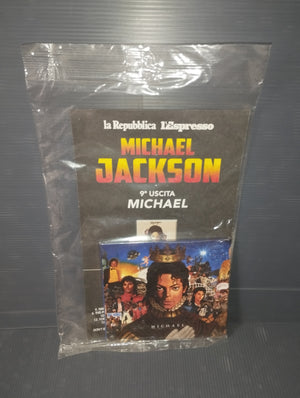 la Repubblica L'Espresso
MICHAEL
JACKSON
9ª USCITA
MICHAEL
MICHAEL